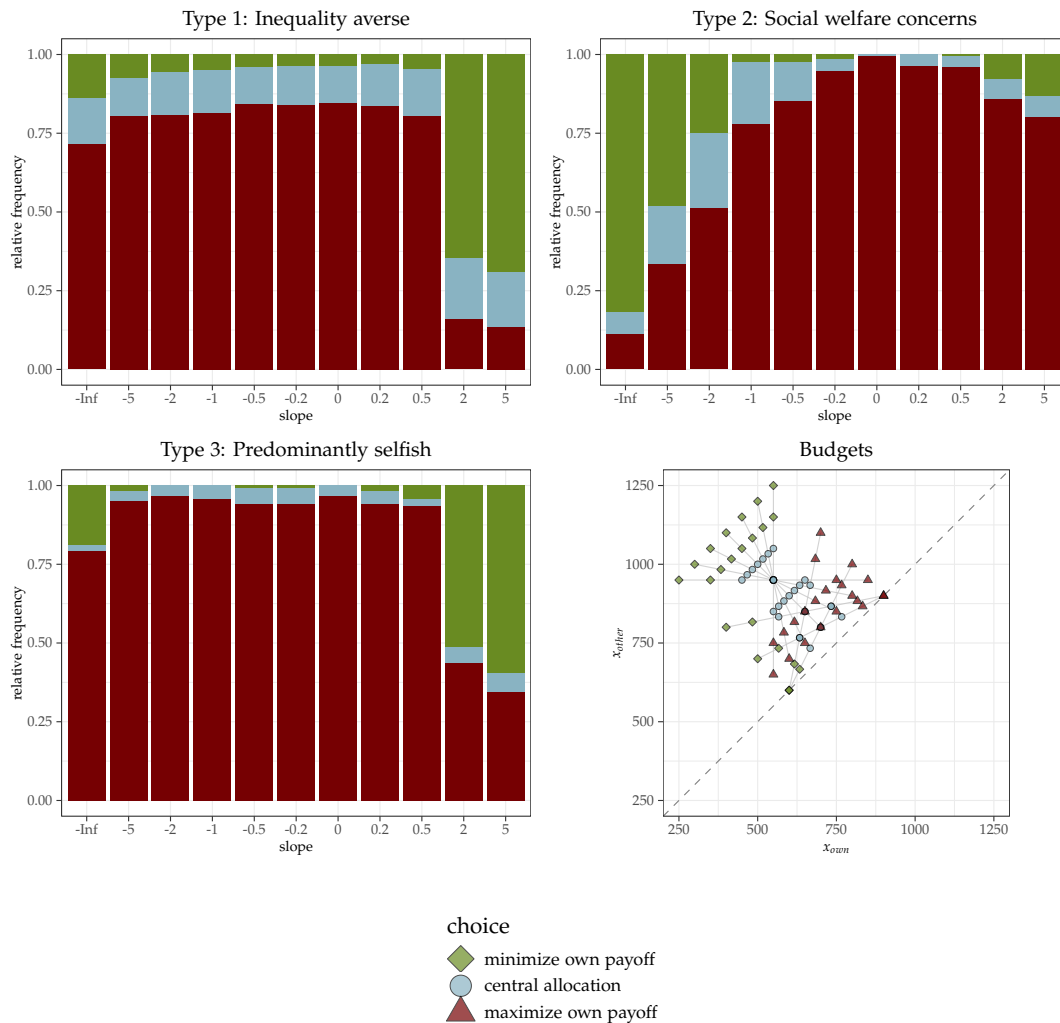 Type 1: Inequality averse
1.00
0.75
0.50
0.25
0.00
relative frequency
-Inf -5 -2 -1 -0.5 -0.2 0 0.2 0.5 2 5
slope
Type 2: Social welfare concerns
1.00
0.75
0.50
0.25
0.00
relative frequency
-Inf -5 -2 -1 -0.5 -0.2 0 0.2 0.5 2 5
slope
Type 3: Predominantly selfish
1.00
0.75
0.50
0.25
0.00
relative frequency
-Inf -5 -2 -1 -0.5 -0.2 0 0.2 0.5 2 5
slope
Budgets
1250
1000
750
500
250
x_other
250 500 750 1000 1250
x_own
choice
minimize own payoff
central allocation
maximize own payoff